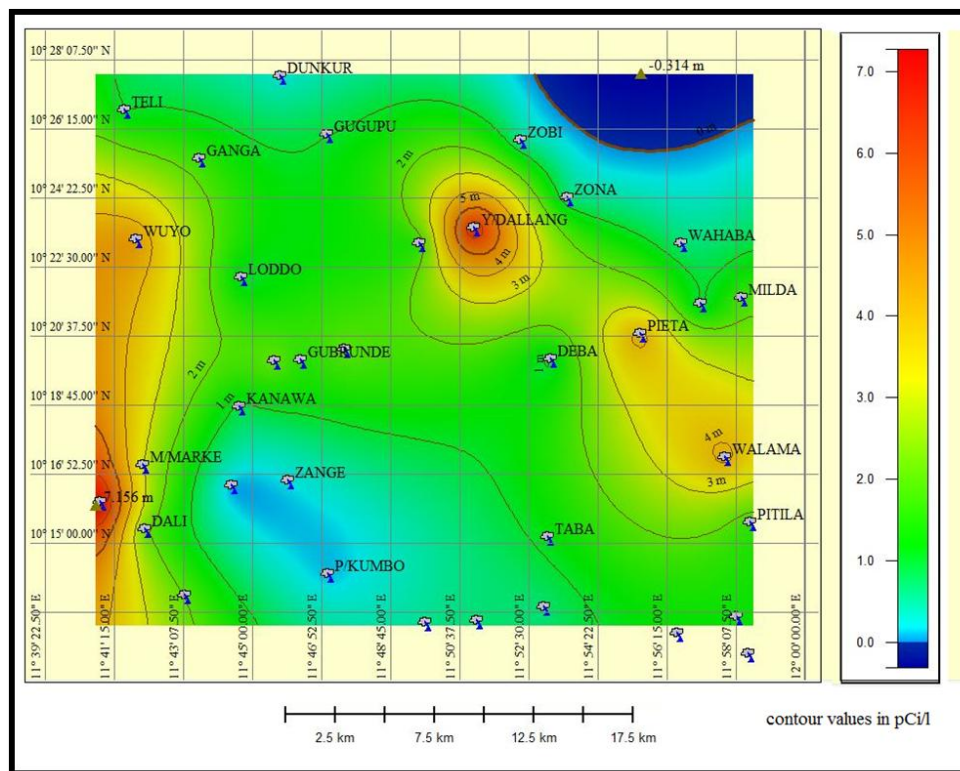 10° 28' 07.50" N
DUNKUR
-0.314 m
7.0
TELI
10° 26' 15.00" N
GUGUPU
ZOBI
0 m
6.0
GANGA
2 m
10° 24' 22.50" N
5 m
ZONA
WUYO
Y/DALLANG
WAHABA
5.0
4 m
10° 22' 30.00" N
LODDO
3 m
MILDA
4.0
10° 20' 37.50" N
PIETA
GUBRUNDE
DEBA
2 m
3.0
10° 18' 45.00" N
1 m
KANAWA
4 m
WALAMA
10° 16' 52.50" N
M/MARKE
ZANGE
3 m
2.0
7.156 m
PITILA
DALI
TABA
10° 15' 00.00" N
1.0
P/KUMBO
0.0
11° 39' 22.50" E
11° 41' 15.00" E
11° 43' 07.50" E
11° 45' 00.00" E
11° 46' 52.50" E
11° 48' 45.00" E
11° 50' 37.50" E
11° 52' 30.00" E
11° 54' 22.50" E
11° 56' 15.00" E
11° 58' 07.50" E
12° 00' 00.00" E
contour values in pCi/l
2.5 km
7.5 km
12.5 km
17.5 km